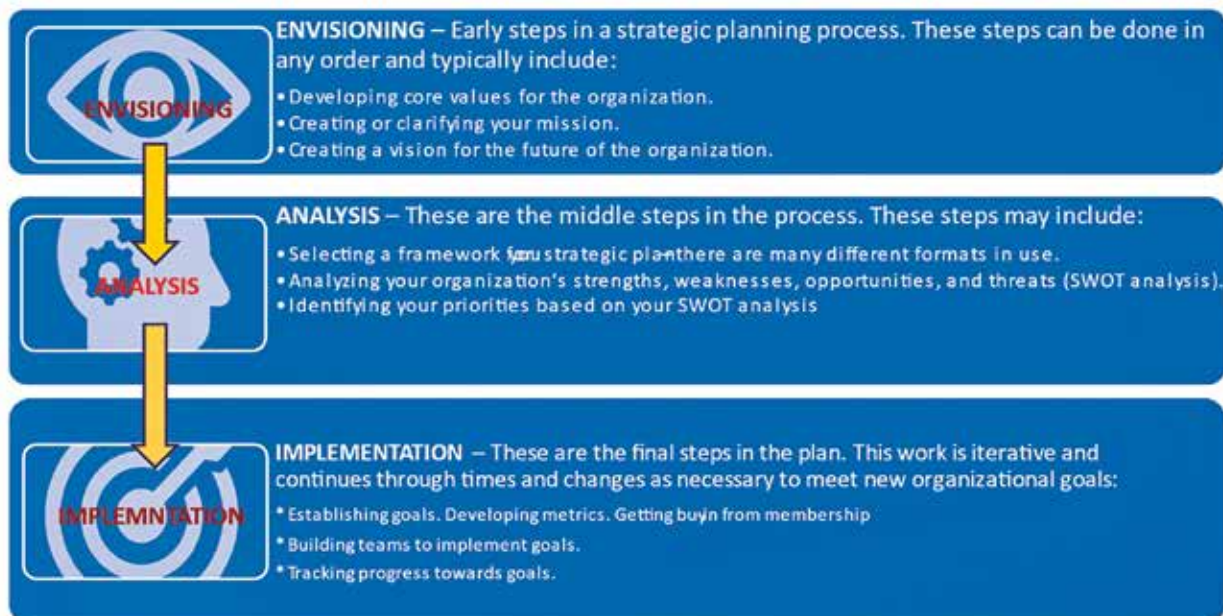 ENVISIONING
ENVISIONING – Early steps in a strategic planning process. These steps can be done in
any order and typically include:
• Developing core values for the organization.
• Creating or clarifying your mission.
• Creating a vision for the future of the organization.
ANALYSIS
ANALYSIS – These are the middle steps in the process. These steps may include:
• Selecting a framework strategic plan there are many different formats in use.
• Analyzing your organization's strengths, weaknesses, opportunities, and threats (SWOT analysis).
• Identifying your priorities based on your SWOT analysis
IMPLEMNTATION
IMPLEMENTATION – These are the final steps in the plan. This work is iterative and
continues through times and changes as necessary to meet new organizational goals:
* Establishing goals. Developing metrics. Getting buy-in from membership
* Building teams to implement goals.
* Tracking progress towards goals.